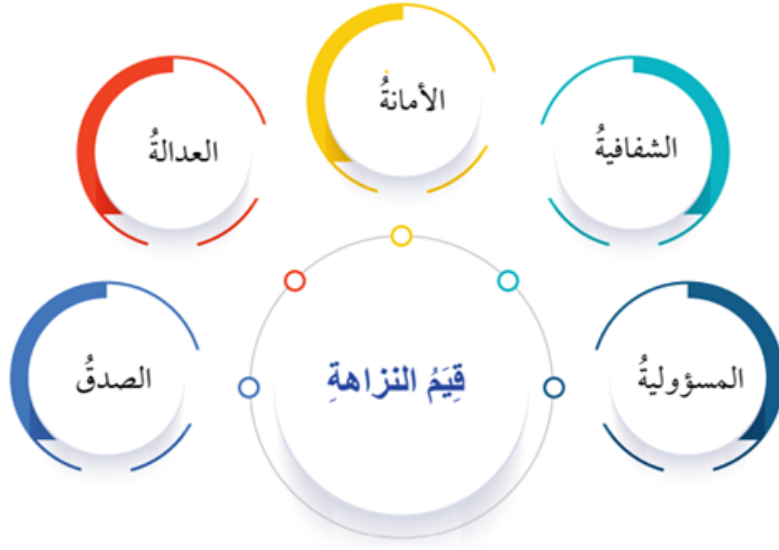 الأمانةُ
الشفافيةُ
العدالةُ
المسؤوليةُ
قِيَمُ النزاهةِ
الصدقُ